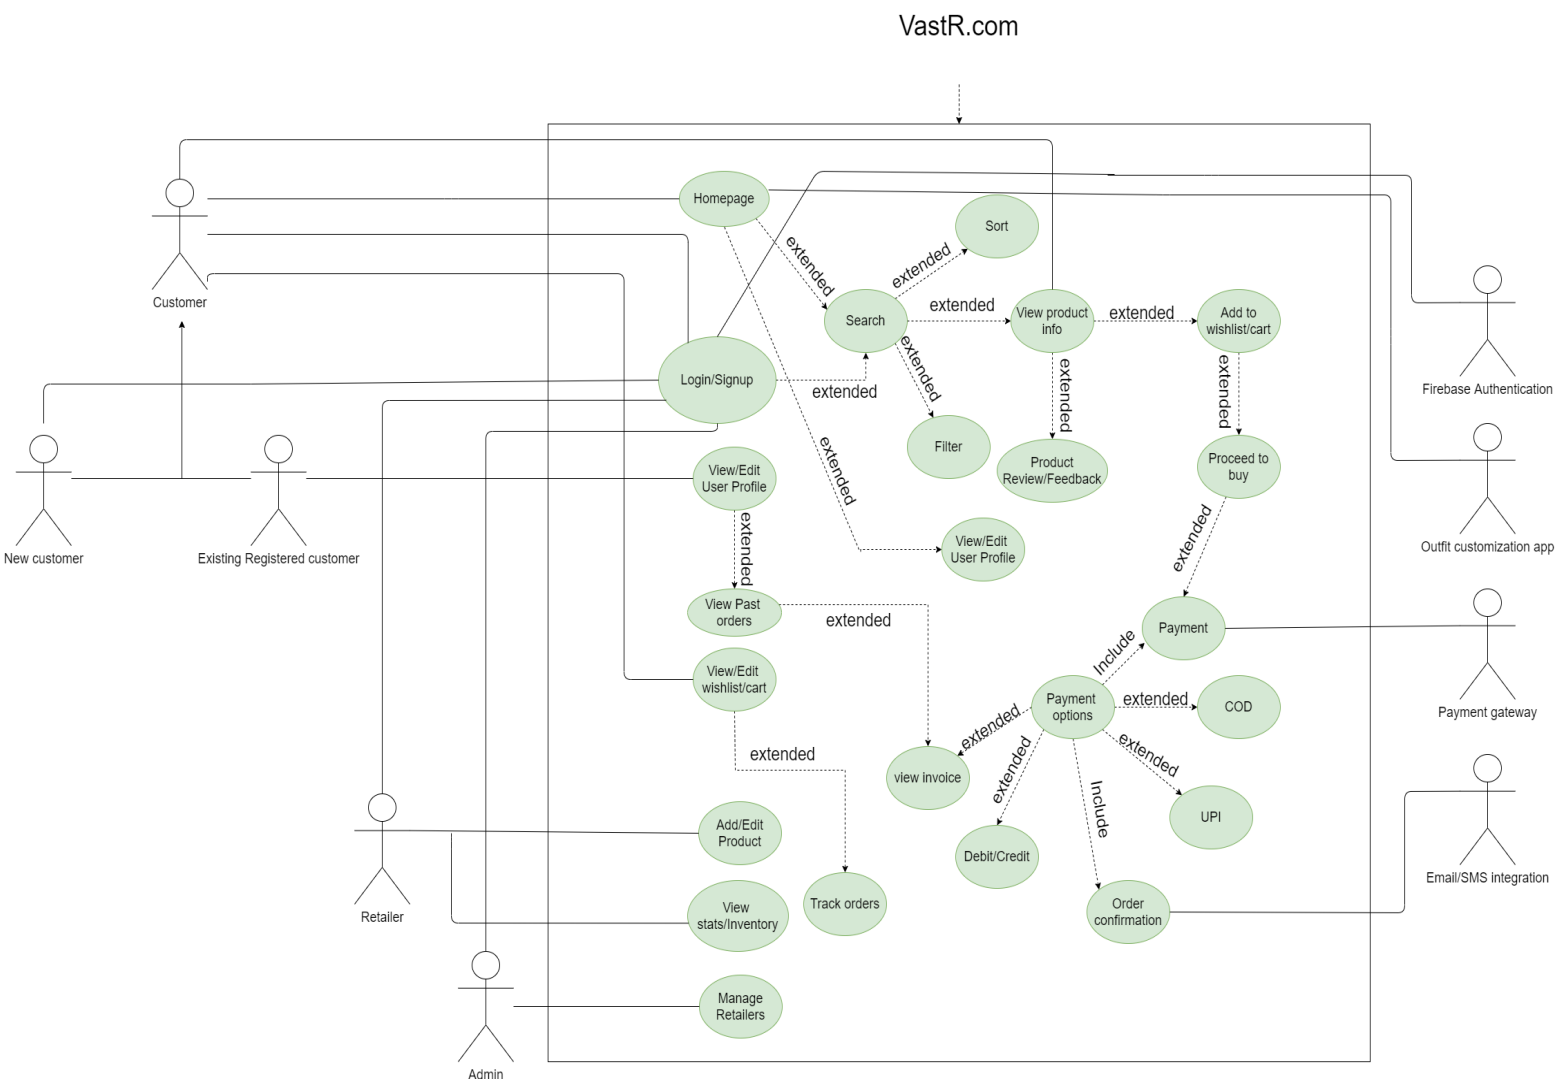 VastR.com
Homepage
Sort
extended
extended
Customer
Search
extended
View product
info
extended
Add to
wishlist/cart
extended
Login/Signup
extended
extended
extended
Firebase Authentication
Filter
Product
Review/Feedback
Proceed to
buy
View/Edit
User Profile
extended
New customer
Existing Registered customer
extended
View/Edit
User Profile
extended
Outfit customization app
View Past
orders
extended
Payment
Include
View/Edit
wishlist/cart
Payment
options
extended
COD
Payment gateway
extended
extended
extended
extended
view invoice
Include
UPI
Add/Edit
Product
Debit/Credit
Email/SMS integration
Retailer
View
stats/Inventory
Track orders
Order
confirmation
Manage
Retailers
Admin